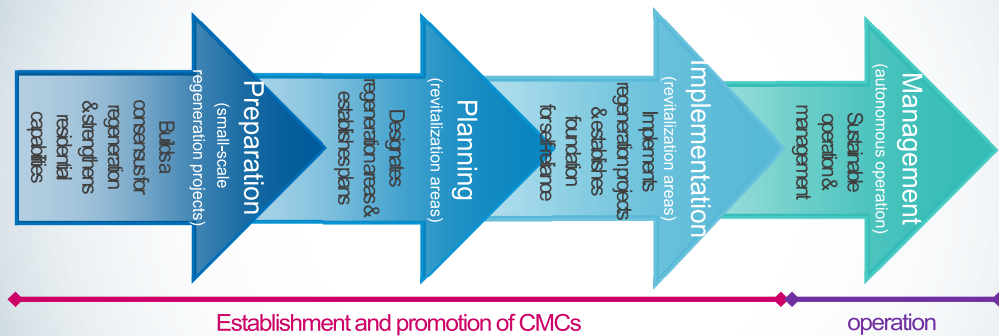 Preparation
(small-scale
regeneration projects)
Builds a
consensus for
regeneration
& strengthens
residential
capabilities
Planning
(revitalization areas)
Designates
regeneration areas &
establishes plans
Implementation
(revitalization areas)
Implements
regeneration projects
& establishes
foundation
for self-reliance
Management
(automomous operation)
Sustainable
operation &
management
Establishment and promotion of CMCs
operation